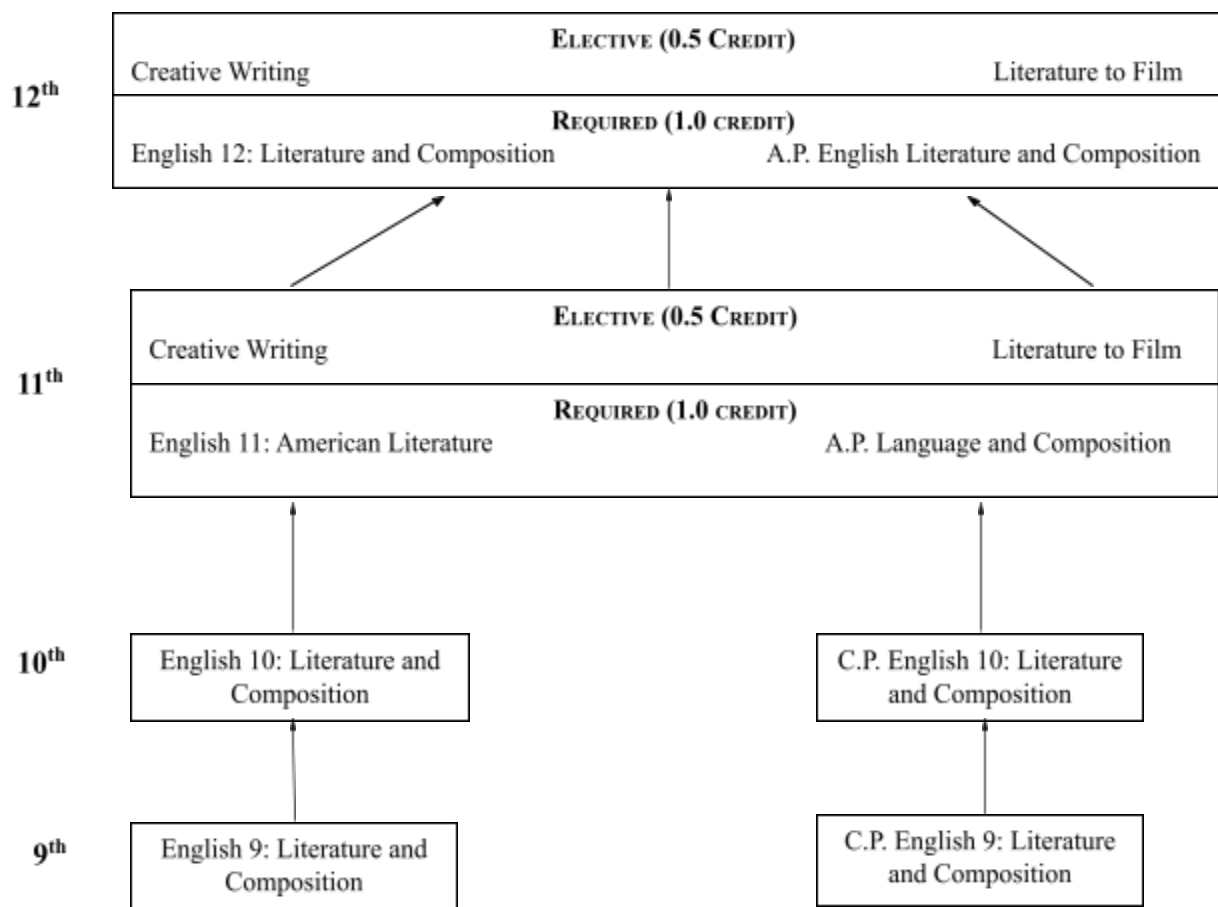 12th
ELECTIVE (0.5 CREDIT)
Creative Writing Literature to Film
REQUIRED (1.0 CREDIT)
English 12: Literature and Composition A.P. English Literature and Composition
11th
ELECTIVE (0.5 CREDIT)
Creative Writing Literature to Film
REQUIRED (1.0 CREDIT)
English 11: American Literature A.P. Language and Composition
10th
English 10: Literature and
Composition
C.P. English 10: Literature
and Composition
9th
English 9: Literature and
Composition
C.P. English 9: Literature
and Composition